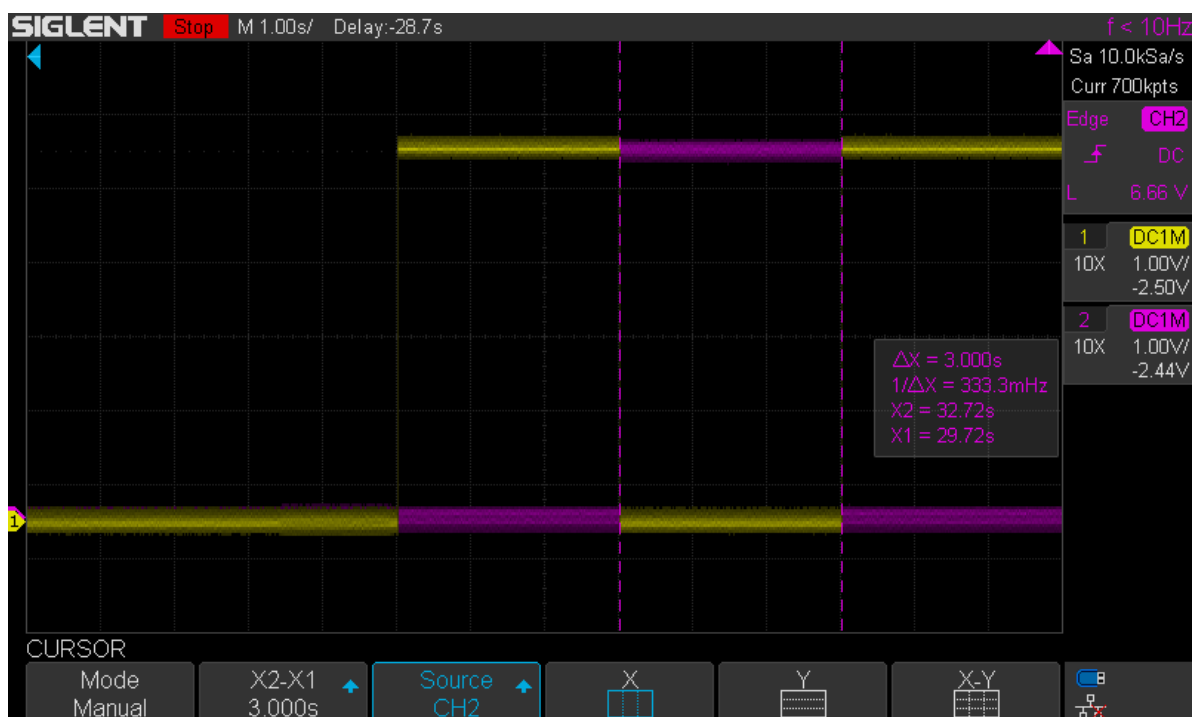 SIGLENT Stop M 1.00s/ Delay:-28.7s f < 10Hz
Sa 10.0kSa/s
Curr 700kpts
Edge CH2
DC
L 6.66 V
1 DC1M
10X 1.00V/
-2.50V
2 DC1M
10X 1.00V/
-2.44V
ΔX = 3.000s
1/ΔX = 333.3mHz
X2 = 32.72s
X1 = 29.72s
1
CURSOR
Mode X2-X1 Source X Y X-Y
Manual 3.000s CH2